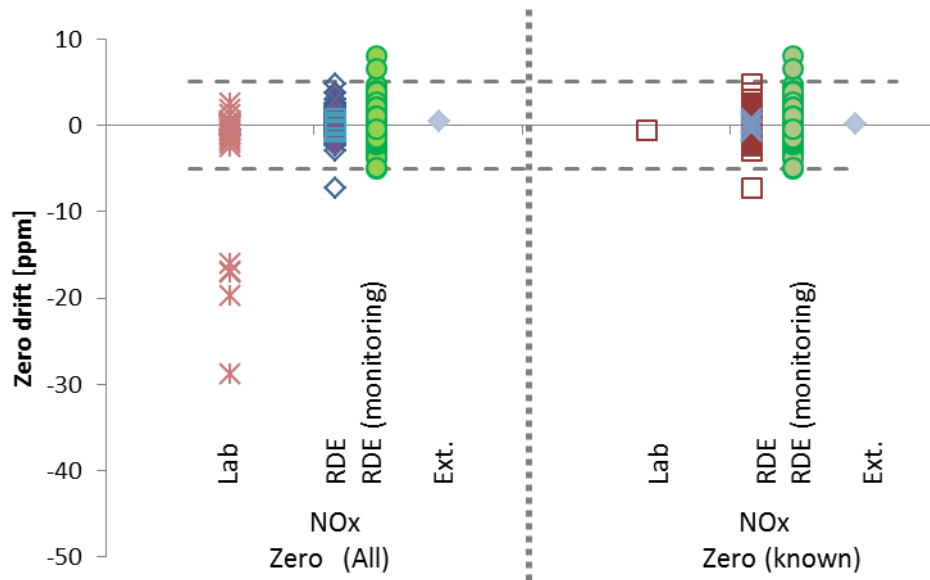 10
0
-10
-20
-30
-40
-50
Zero drift [ppm]
Lab
RDE
RDE (monitoring)
Ext.
NOx
Zero (All)
Lab
RDE
RDE (monitoring)
Ext.
NOx
Zero (known)